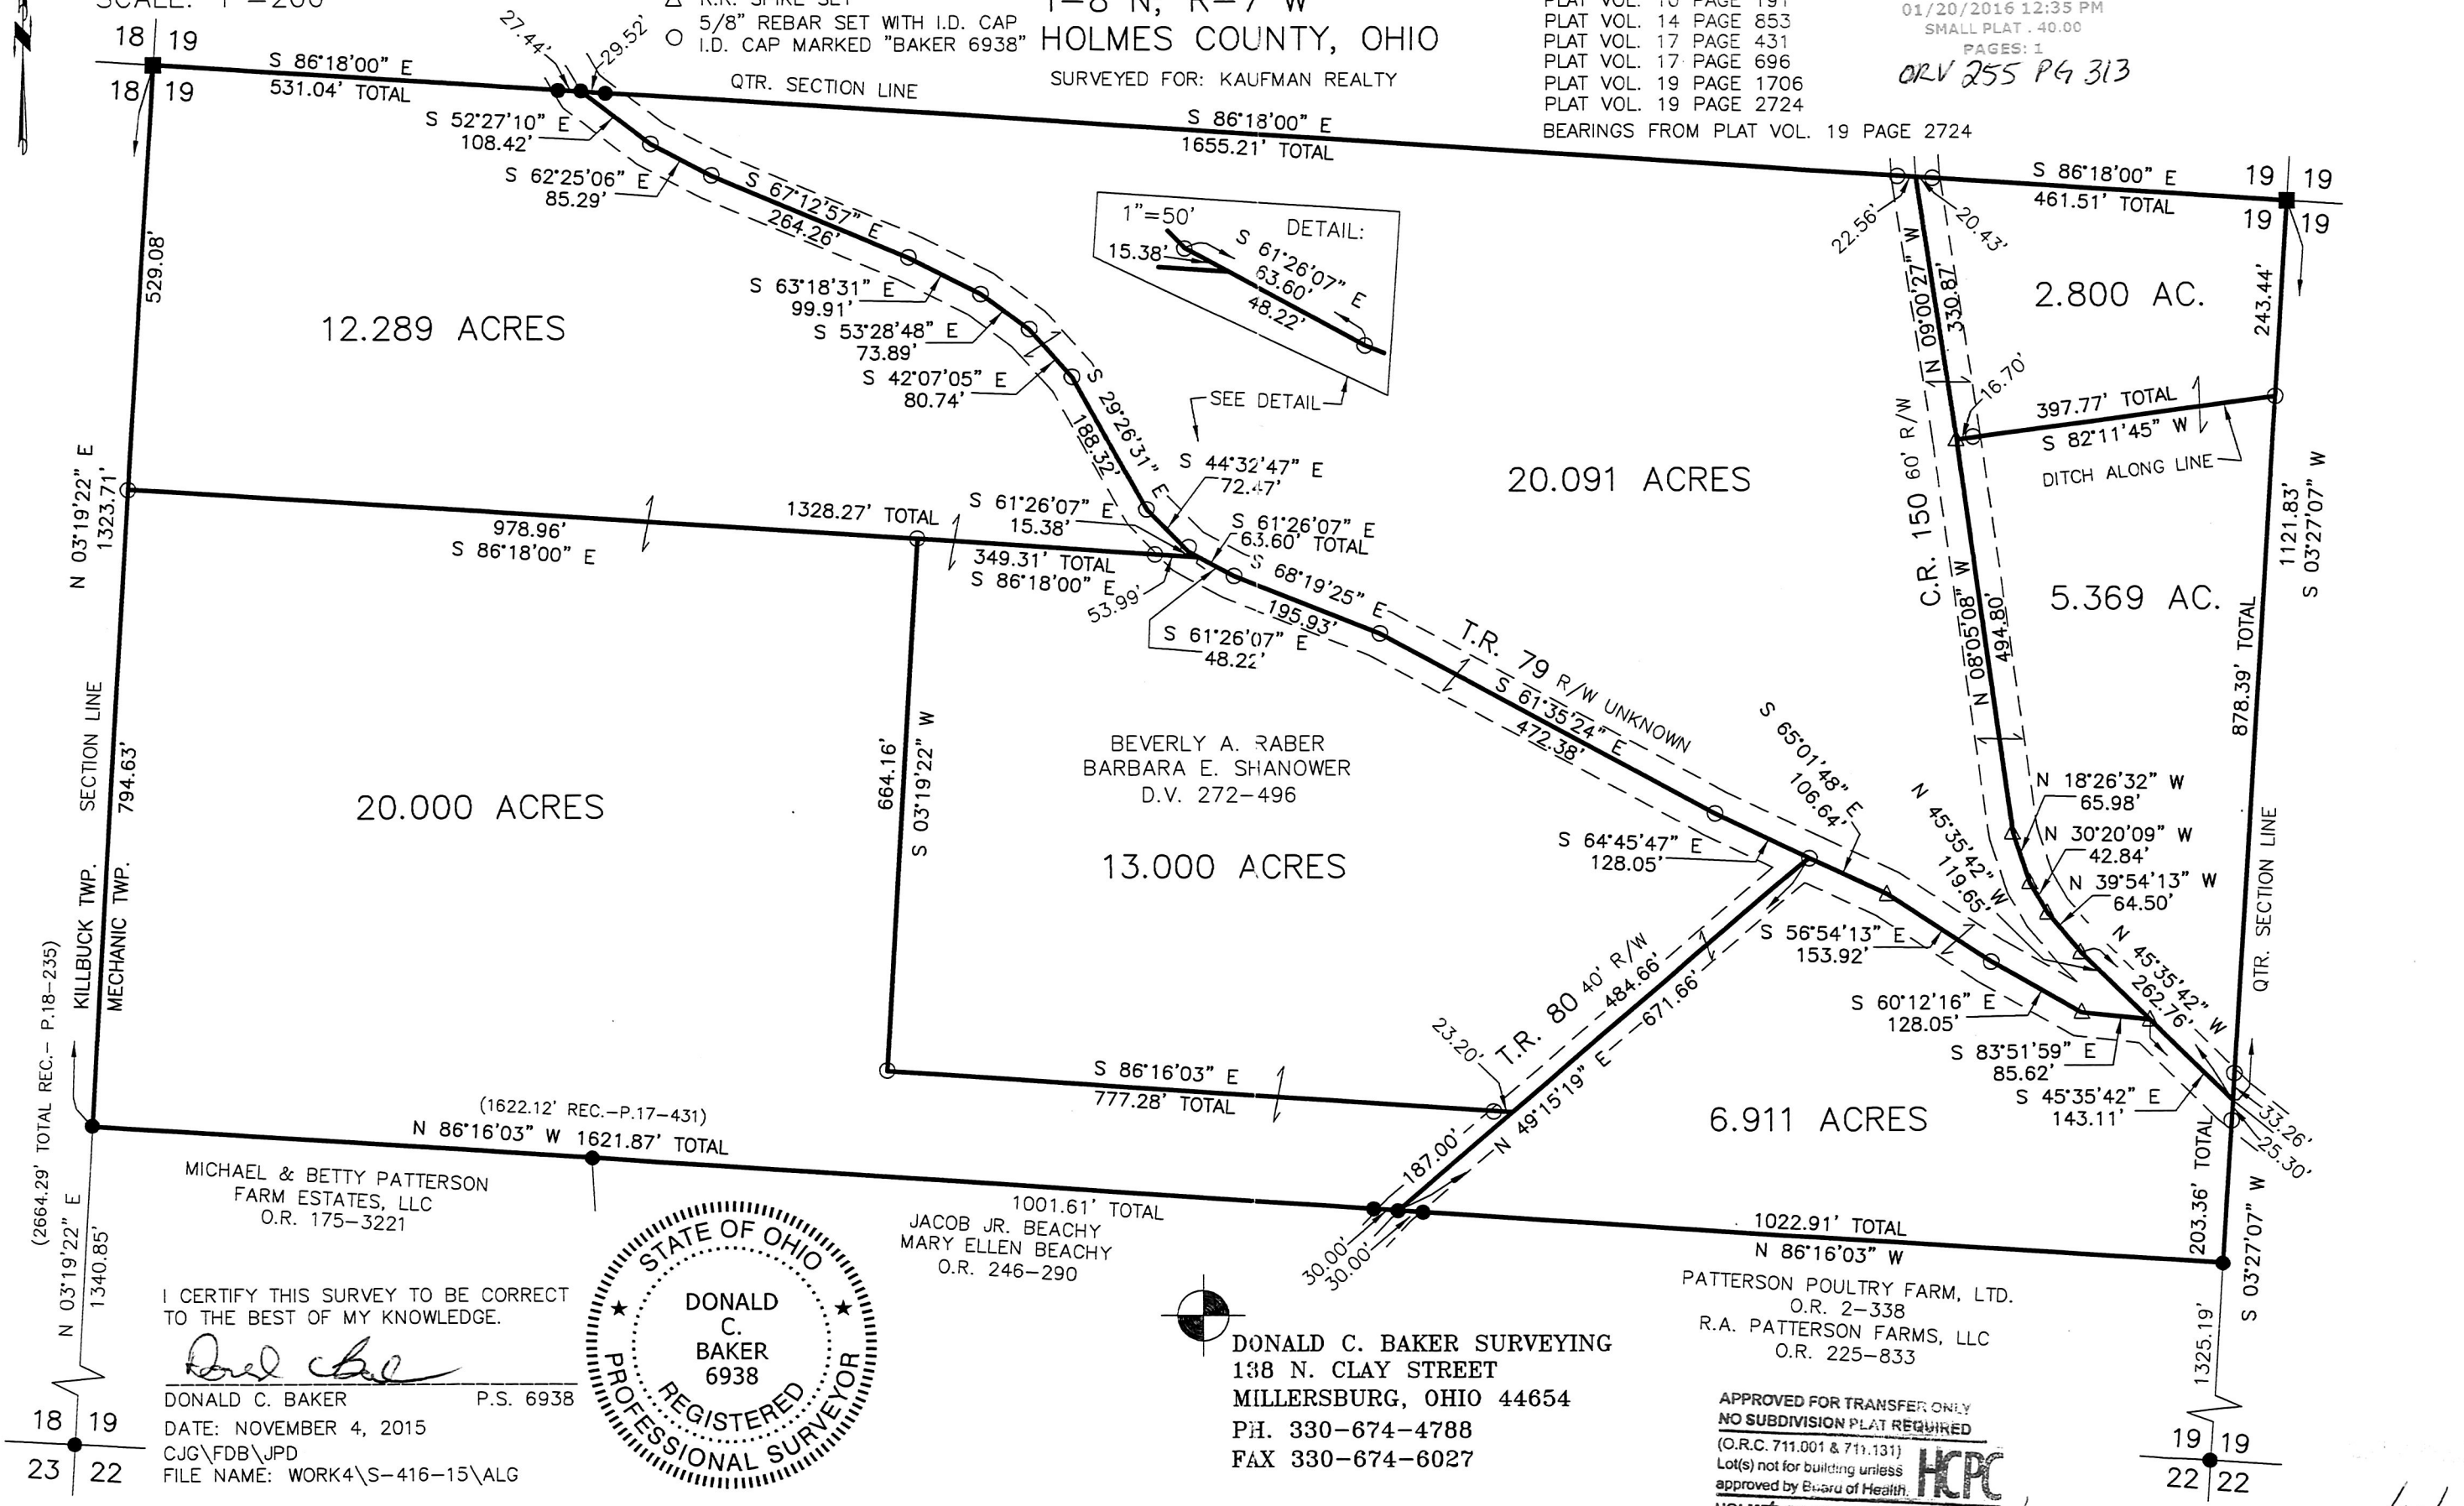 SCALE: 1"=200'
△ R.R. SPIKE SET
○ 5/8" REBAR SET WITH I.D. CAP
I.D. CAP MARKED "BAKER 6938"
T-8 N, R-7 W
HOLMES COUNTY, OHIO
SURVEYED FOR: KAUFMAN REALTY
PLAT VOL. 10 PAGE 191
PLAT VOL. 14 PAGE 853
PLAT VOL. 17 PAGE 431
PLAT VOL. 17 PAGE 696
PLAT VOL. 19 PAGE 1706
PLAT VOL. 19 PAGE 2724
BEARINGS FROM PLAT VOL. 19 PAGE 2724
01/20/2016 12:35 PM
SMALL PLAT . 40.00
PAGES: 1
ORV 255 PG 313
18 19
18 19
S 86°18'00" E
531.04' TOTAL
27.44'
29.52'
QTR. SECTION LINE
S 86°18'00" E
1655.21' TOTAL
S 86°18'00" E
461.51' TOTAL
19 19
19 19
22.56'
20.43'
S 52°27'10" E
108.42'
S 62°25'06" E
85.29'
S 67°12'57" E
264.26'
S 63°18'31" E
99.91'
S 53°28'48" E
73.89'
S 42°07'05" E
80.74'
S 29°26'31" E
188.32'
1"=50'
DETAIL:
15.38'
S 61°26'07" E
63.60'
48.22'
SEE DETAIL
529.08'
12.289 ACRES
N 09°00'27" W
330.87'
2.800 AC.
243.44'
16.70'
397.77' TOTAL
S 82°11'45" W
DITCH ALONG LINE
C.R. 150 60' R/W
20.091 ACRES
S 44°32'47" E
72.47'
S 61°26'07" E
15.38'
S 61°26'07" E
63.60' TOTAL
N 03°19'22" E
1323.71'
978.96'
S 86°18'00" E
1328.27' TOTAL
349.31' TOTAL
S 86°18'00" E
53.99'
S 61°26'07" E
48.22'
S 68°19'25" E
195.93'
T.R. 79 R/W UNKNOWN
S 61°35'24" E
472.38'
N 08°05'08" W
494.80'
5.369 AC.
1121.83'
S 03°27'07" W
878.39' TOTAL
SECTION LINE
794.63'
KILLBUCK TWP.
MECHANIC TWP.
20.000 ACRES
664.16'
S 03°19'22" W
BEVERLY A. RABER
BARBARA E. SHANOWER
D.V. 272-496
13.000 ACRES
S 64°45'47" E
128.05'
S 65°01'48" E
106.64'
N 45°35'42" W
119.65'
N 18°26'32" W
65.98'
N 30°20'09" W
42.84'
N 39°54'13" W
64.50'
N 45°35'42" W
262.76'
QTR. SECTION LINE
S 56°54'13" E
153.92'
S 60°12'16" E
128.05'
S 83°51'59" E
85.62'
S 45°35'42" E
143.11'
33.26'
25.30'
T.R. 80 40' R/W
484.66'
671.66'
N 49°15'19" E
23.20'
187.00'
S 86°16'03" E
777.28' TOTAL
6.911 ACRES
203.36' TOTAL
S 03°27'07" W
(2664.29' TOTAL REC.- P.18-235)
(1622.12' REC.-P.17-431)
N 86°16'03" W 1621.87' TOTAL
1001.61' TOTAL
30.00'
30.00'
1022.91' TOTAL
N 86°16'03" W
MICHAEL & BETTY PATTERSON
FARM ESTATES, LLC
O.R. 175-3221
JACOB JR. BEACHY
MARY ELLEN BEACHY
O.R. 246-290
PATTERSON POULTRY FARM, LTD.
O.R. 2-338
R.A. PATTERSON FARMS, LLC
O.R. 225-833
N 03°19'22" E
1340.85'
1325.19'
I CERTIFY THIS SURVEY TO BE CORRECT
TO THE BEST OF MY KNOWLEDGE.
DONALD C. BAKER P.S. 6938
DATE: NOVEMBER 4, 2015
CJG\FDB\JPD
FILE NAME: WORK4\S-416-15\ALG
STATE OF OHIO
DONALD
C.
BAKER
6938
REGISTERED
PROFESSIONAL SURVEYOR
DONALD C. BAKER SURVEYING
138 N. CLAY STREET
MILLERSBURG, OHIO 44654
PH. 330-674-4788
FAX 330-674-6027
APPROVED FOR TRANSFER ONLY
NO SUBDIVISION PLAT REQUIRED
(O.R.C. 711.001 & 711.131)
Lot(s) not for building unless
approved by Board of Health.
HCPC
18 19
23 22
19 19
22 22